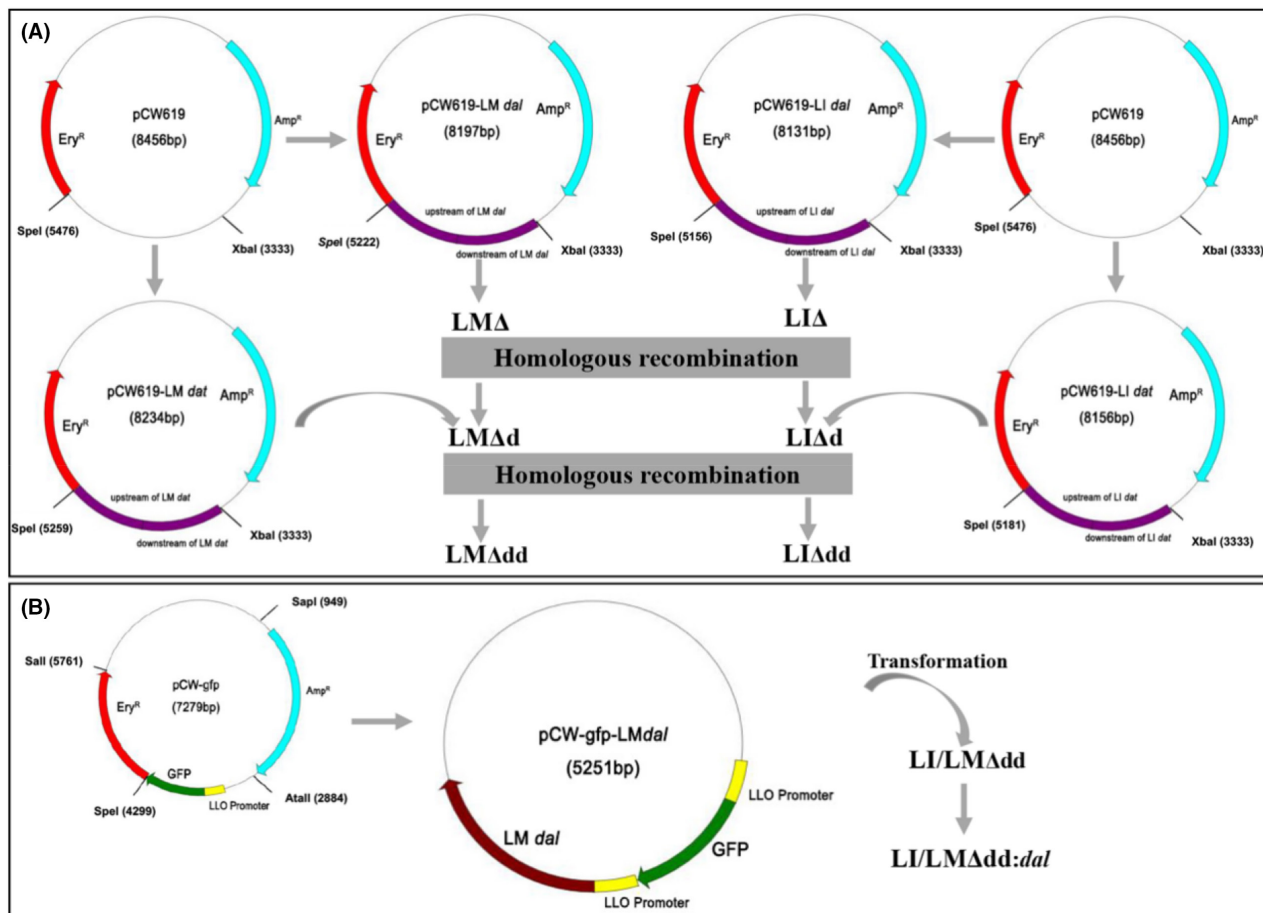 (A)
pCW619
(8456bp)
Ery^R
Amp^R
SpeI (5476)
XbaI (3333)
pCW619-LM dal
(8197bp)
Ery^R
Amp^R
upstream of LM dal
SpeI (5222)
downstream of LM dal
XbaI (3333)
pCW619-LI dal
(8131bp)
Ery^R
Amp^R
upstream of LI dal
SpeI (5156)
downstream of LI dal
XbaI (3333)
pCW619
(8456bp)
Ery^R
Amp^R
SpeI (5476)
XbaI (3333)
LMΔ
LIΔ
Homologous recombination
pCW619-LM dat
(8234bp)
Ery^R
Amp^R
upstream of LM dat
SpeI (5259)
downstream of LM dat
XbaI (3333)
LMΔd
LIΔd
Homologous recombination
LMΔdd
LIΔdd
pCW619-LI dat
(8156bp)
Ery^R
Amp^R
upstream of LI dat
SpeI (5181)
downstream of LI dat
XbaI (3333)
(B)
SapI (949)
SalI (5761)
pCW-gfp
(7279bp)
Ery^R
Amp^R
GFP
LLO Promoter
SpeI (4299)
AtaII (2884)
pCW-gfp-LMdal
(5251bp)
LLO Promoter
GFP
LM dal
LLO Promoter
Transformation
LI/LMΔdd
LI/LMΔdd:dal